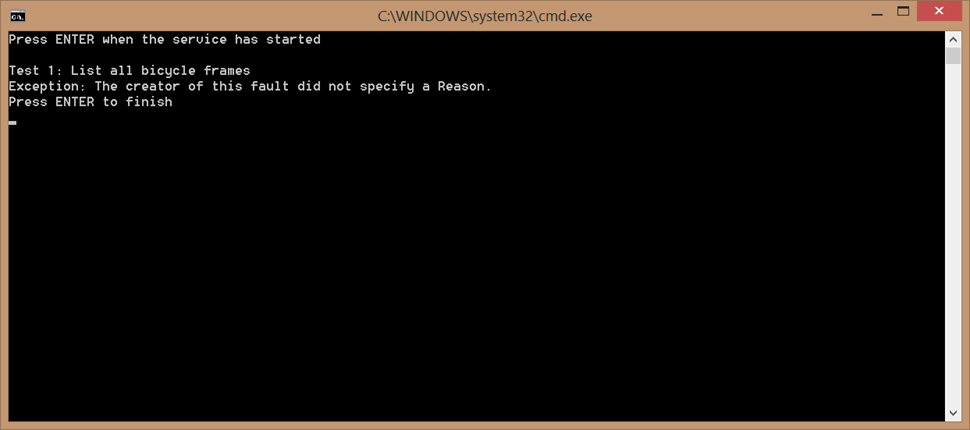 C:\WINDOWS\system32\cmd.exe
Press ENTER when the service has started
Test 1: List all bicycle frames
Exception: The creator of this fault did not specify a Reason.
Press ENTER to finish